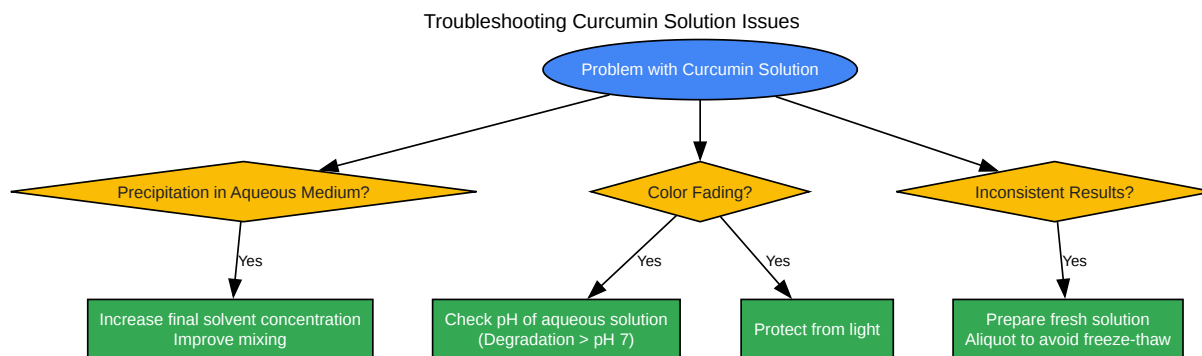 Troubleshooting Curcumin Solution Issues
Problem with Curcumin Solution
Precipitation in Aqueous Medium?
Color Fading?
Inconsistent Results?
Yes
Yes
Yes
Yes
Increase final solvent concentration
Improve mixing
Check pH of aqueous solution
(Degradation > pH 7)
Protect from light
Prepare fresh solution
Aliquot to avoid freeze-thaw